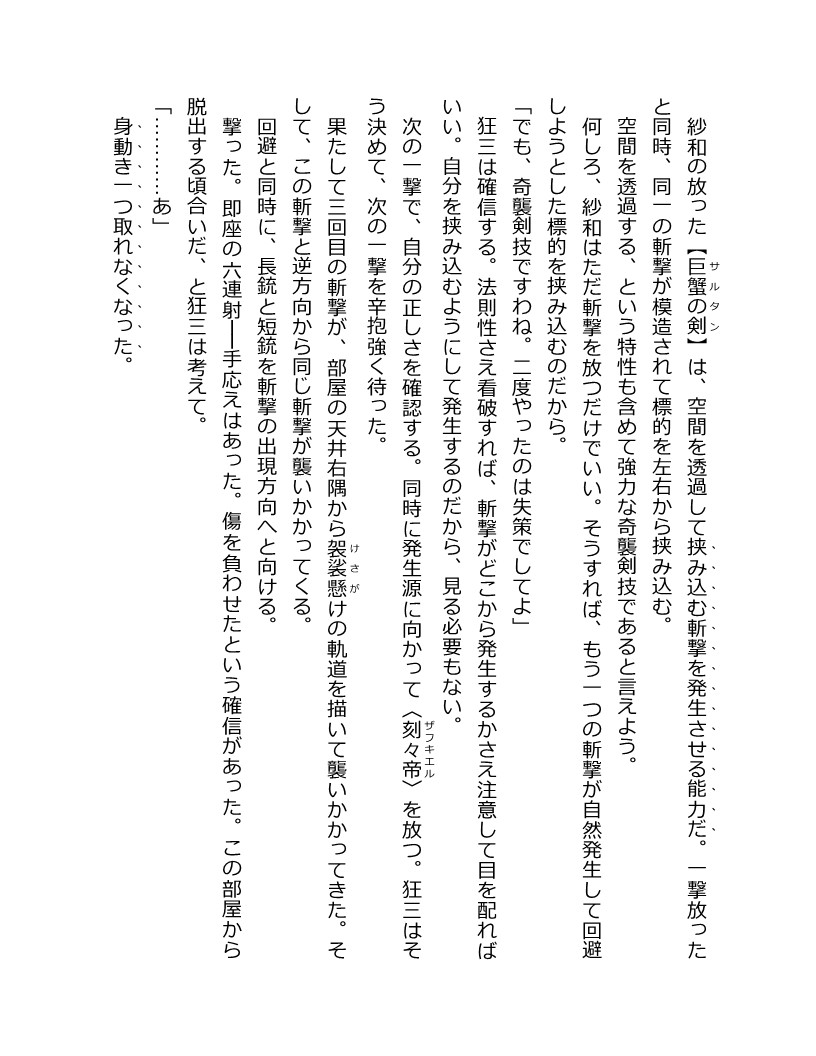 紗和の放った【巨蟹の剣】は、空間を透過して挟み込む斬撃を発生させる能力だ。一撃放った
サルタン
と同時、同一の斬撃が模造されて標的を左右から挟み込む。
空間を透過する、という特性も含めて強力な奇襲剣技であると言えよう。
何しろ、紗和はただ斬撃を放つだけでいい。そうすれば、もう一つの斬撃が自然発生して回避
しようとした標的を挟み込むのだから。
「でも、奇襲剣技ですわね。二度やったのは失策でしてよ」
狂三は確信する。法則性さえ看破すれば、斬撃がどこから発生するかさえ注意して目を配れば
いい。自分を挟み込むようにして発生するのだから、見る必要もない。
次の一撃で、自分の正しさを確認する。同時に発生源に向かって〈刻々帝〉を放つ。狂三はそ
ザフキエル
う決めて、次の一撃を辛抱強く待った。
果たして三回目の斬撃が、部屋の天井右隅から袈裟懸けの軌道を描いて襲いかかってきた。そ
けさが
して、この斬撃と逆方向から同じ斬撃が襲いかかってくる。
回避と同時に、長銃と短銃を斬撃の出現方向へと向ける。
撃った。即座の六連射──手応えはあった。傷を負わせたという確信があった。この部屋から
脱出する頃合いだ、と狂三は考えて。
「…………あ」
身動き一つ取れなくなった。